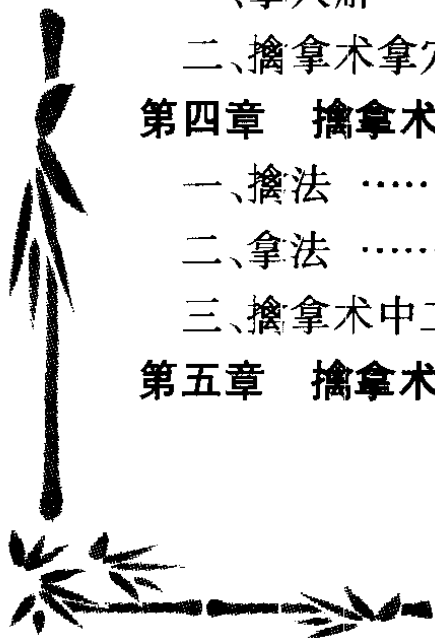 二、擒拿术拿穴
第四章 擒拿术
一、擒法 ……
二、拿法 ……
三、擒拿术中
第五章 擒拿术